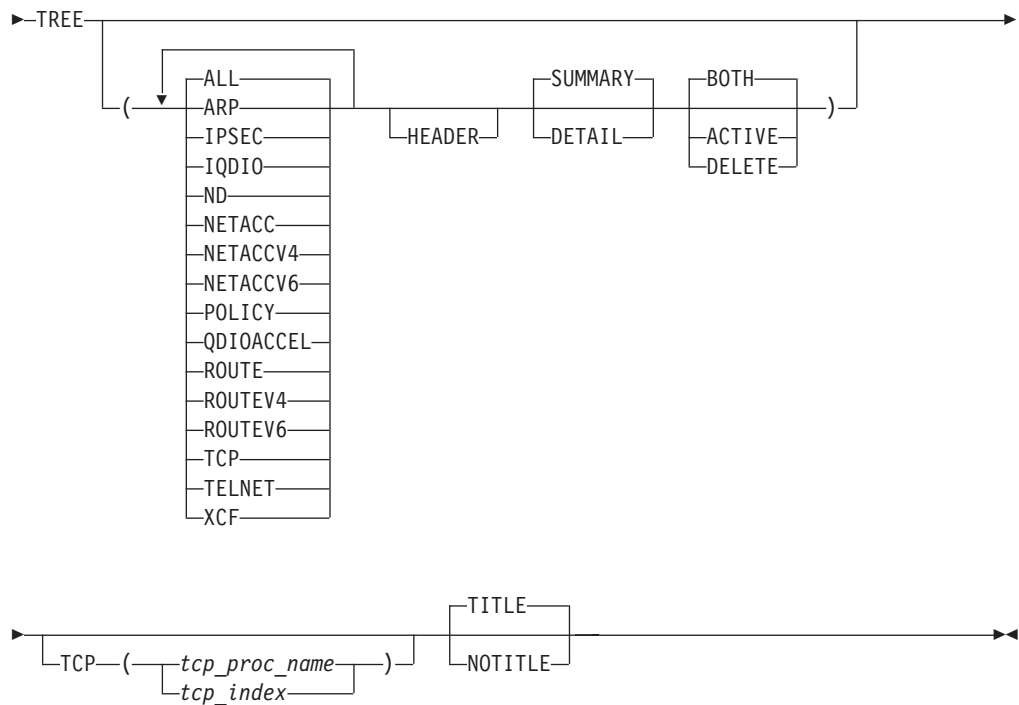 TREE
ALL SUMMARY BOTH
( ARP )
HEADER DETAIL ACTIVE
IPSEC DELETE
IQDIO
ND
NETACC
NETACCV4
NETACCV6
POLICY
QDIOACCEL
ROUTE
ROUTEV4
ROUTEV6
TCP
TELNET
XCF
TITLE
TCP ( tcp_proc_name ) NOTITLE
tcp_index